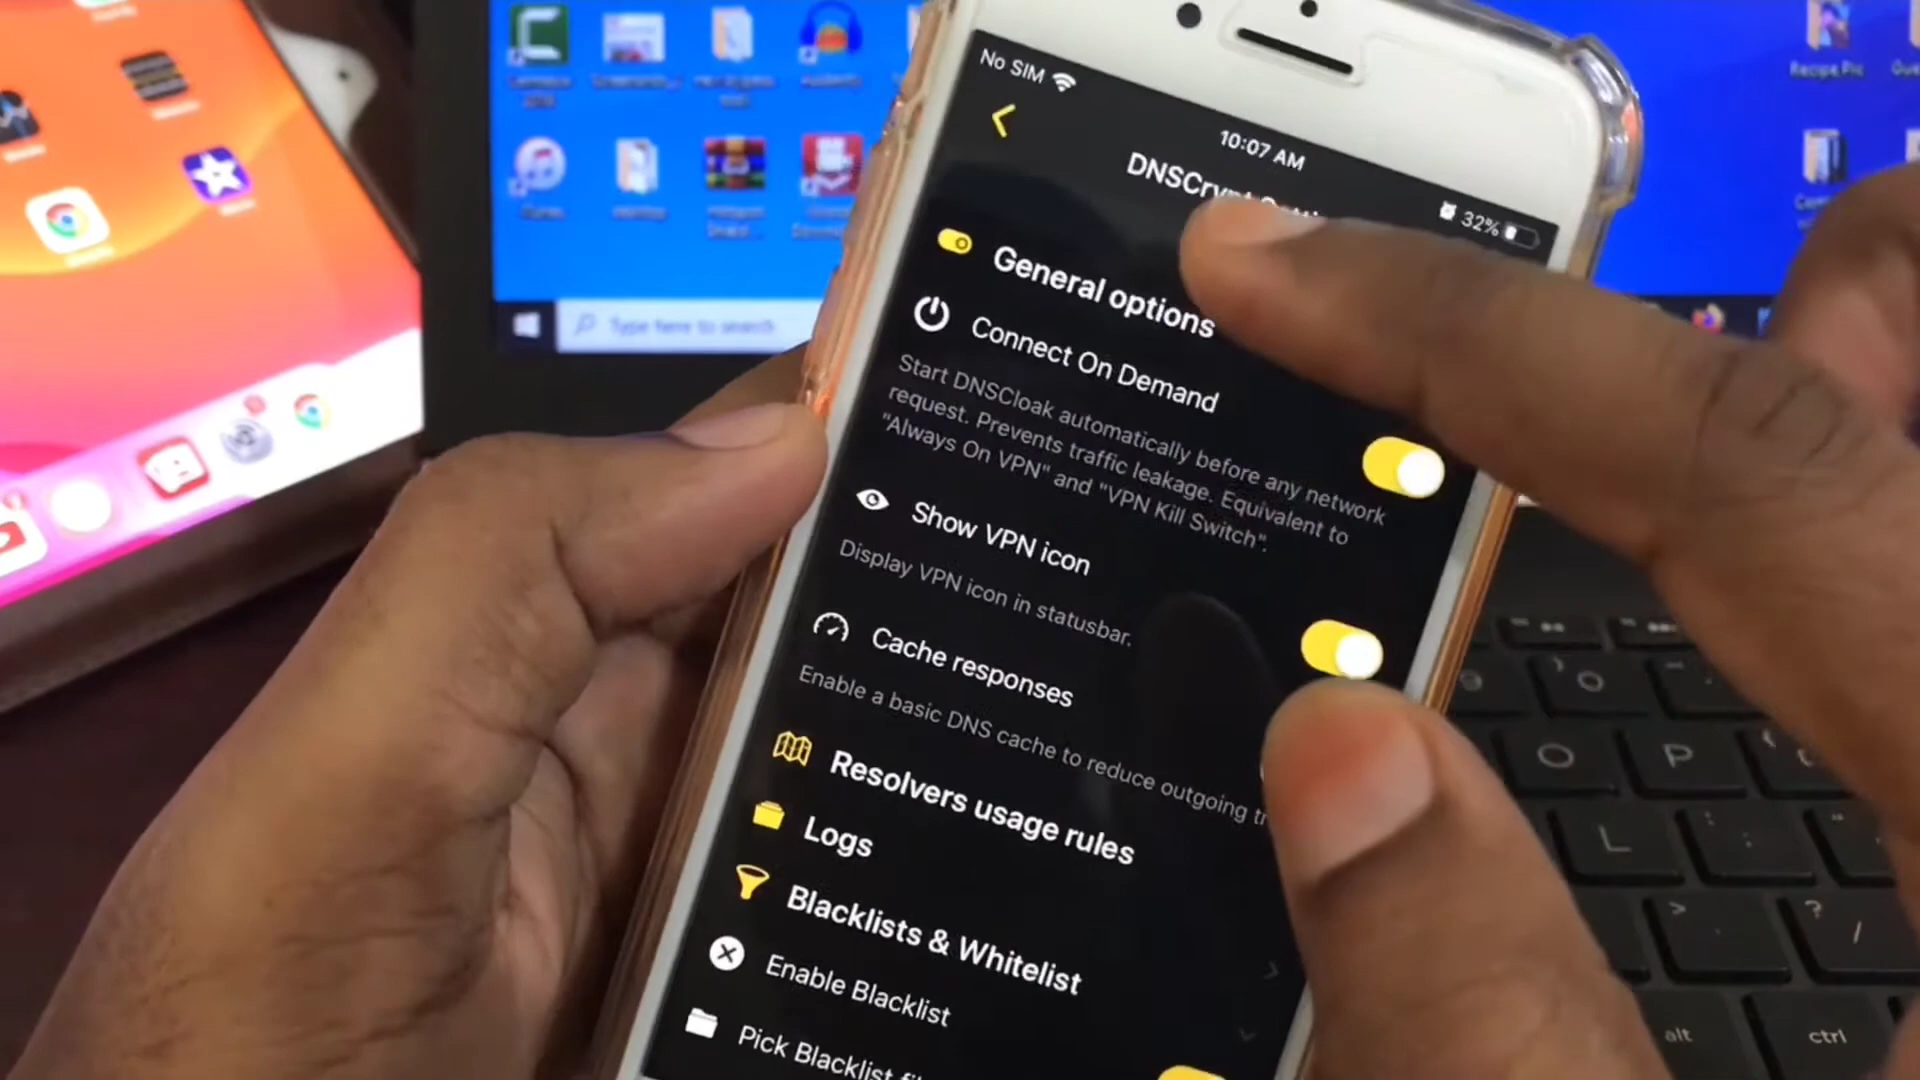 No SIM
10:07 AM
32%
General options
Connect On Demand
Start DNSCloak automatically before any network
request. Prevents traffic leakage. Equivalent to
"Always On VPN" and "VPN Kill Switch".
Show VPN icon
Display VPN icon in statusbar.
Cache responses
Enable a basic DNS cache to reduce outgoing
Resolvers usage rules
Logs
Blacklists & Whitelist
Enable Blacklist
Pick Blacklist
Type here to search
Recipe.Pic
O
P
L
?
/
alt
ctrl